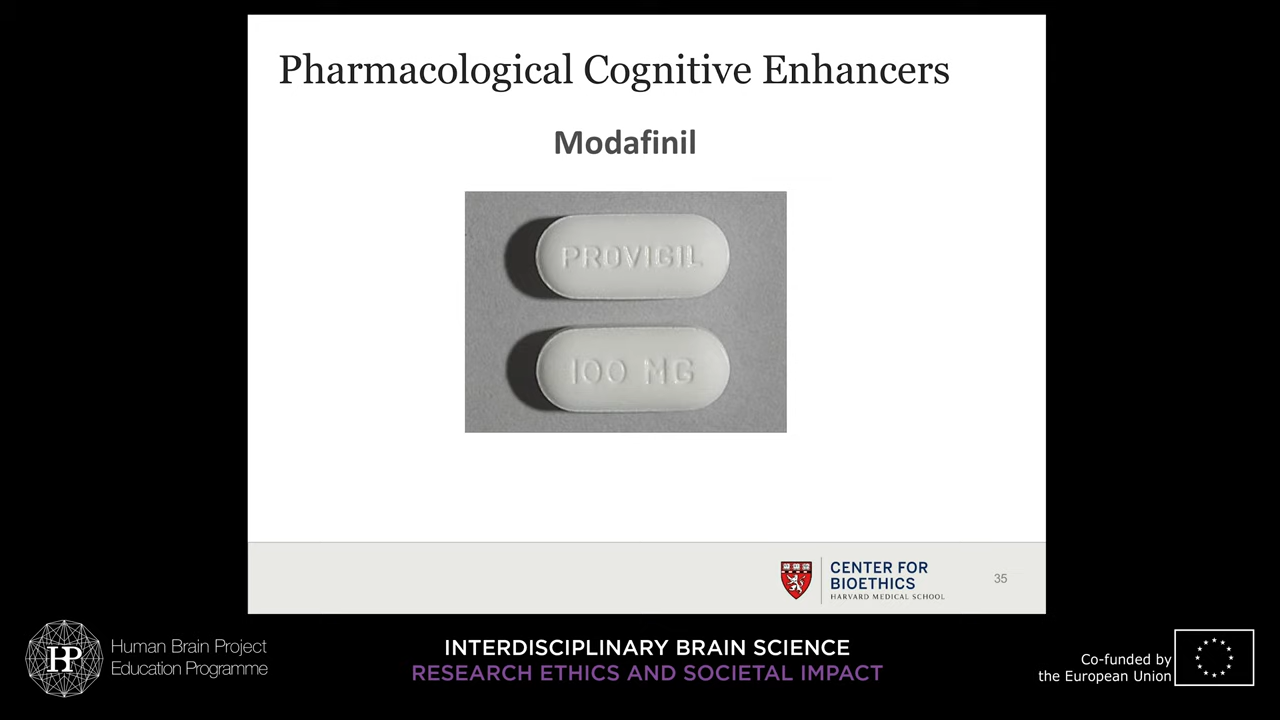 Pharmacological Cognitive Enhancers
Modafinil
PROVIGIL
100 MG
CENTER FOR
BIOETHICS
HARVARD MEDICAL SCHOOL
35
HP
Human Brain Project
Education Programme
INTERDISCIPLINARY BRAIN SCIENCE
RESEARCH ETHICS AND SOCIETAL IMPACT
Co-funded by
the European Union